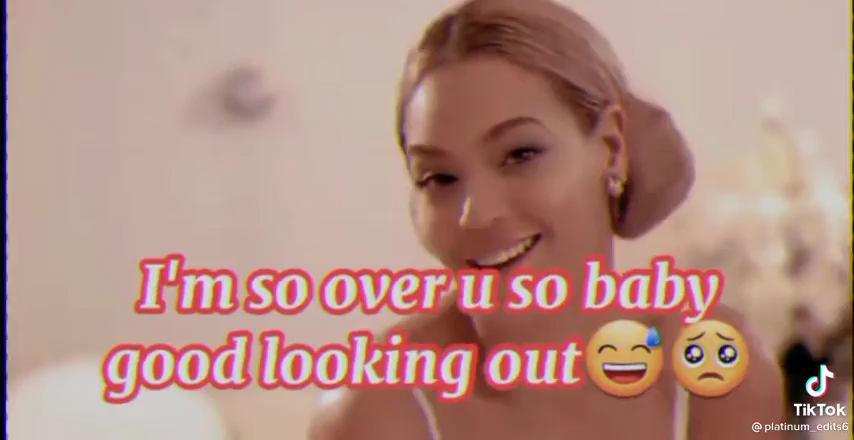 I'm so over u so baby
good looking out😅🥺
TikTok
@platinum_edits6